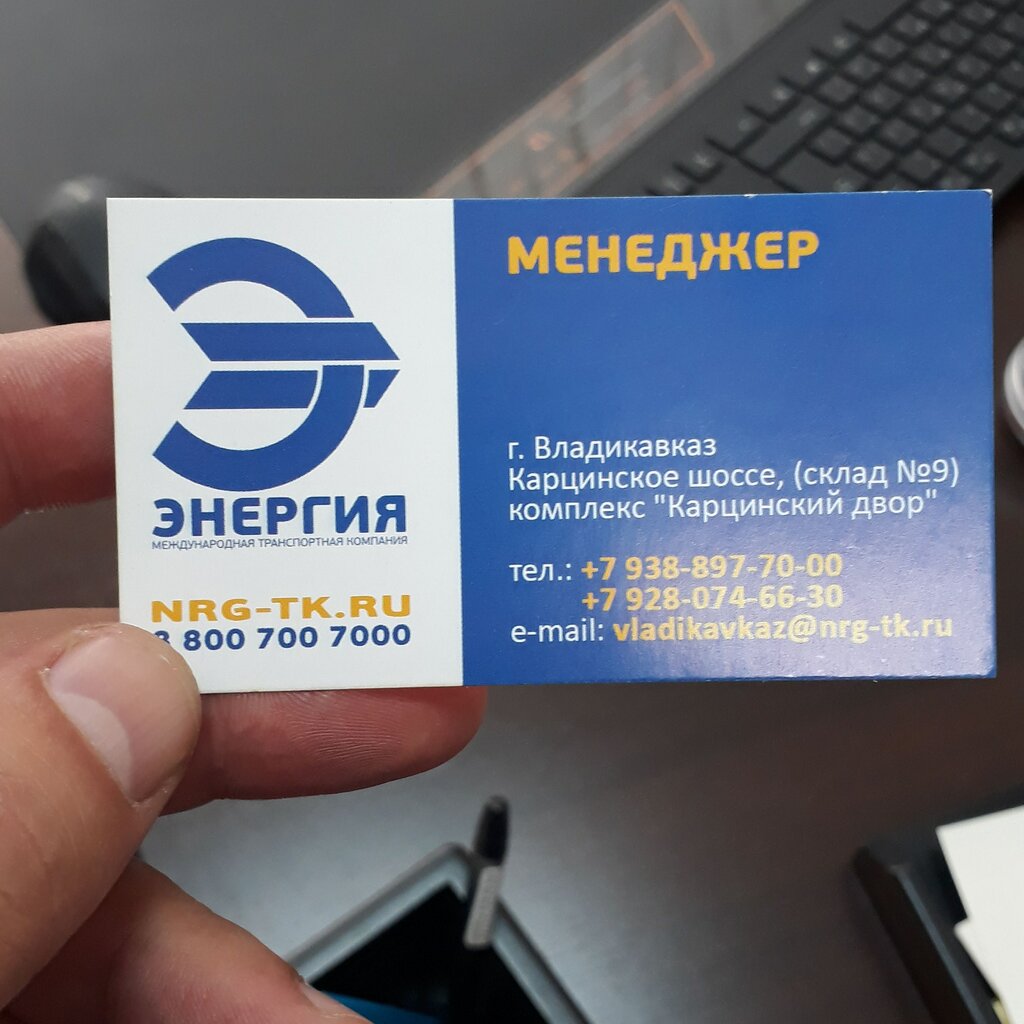 ЭНЕРГИЯ
МЕЖДУНАРОДНАЯ ТРАНСПОРТНАЯ КОМПАНИЯ
NRG-TK.RU
8 800 700 7000
МЕНЕДЖЕР
г. Владикавказ
Карцинское шоссе, (склад №9)
комплекс "Карцинский двор"
тел.: +7 938-897-70-00
+7 928-074-66-30
e-mail: vladikavkaz@nrg-tk.ru